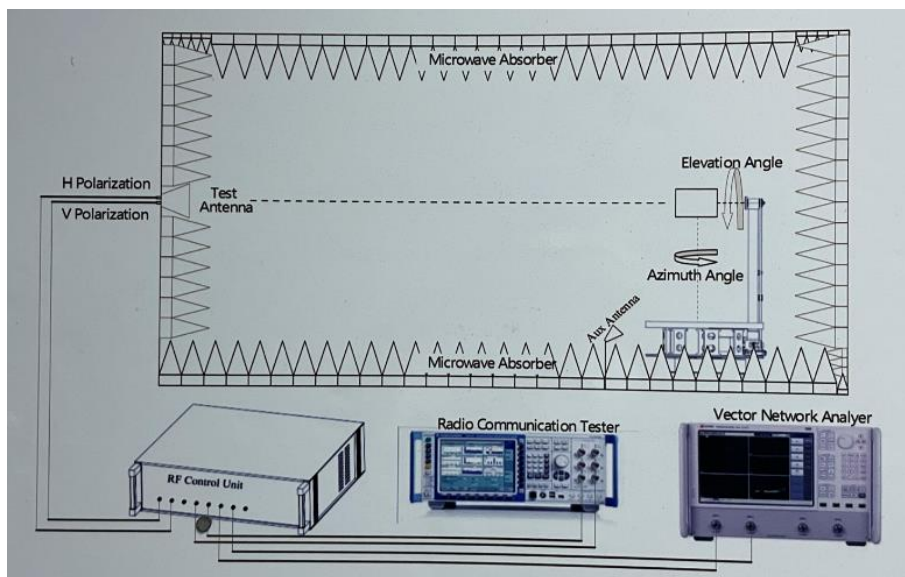 Microwave Absorber
Elevation Angle
H Polarization
Test
Antenna
V Polarization
Azimuth Angle
Aux Antenna
Microwave Absorber
Radio Communication Tester
Vector Network Analyer
RF Control Unit